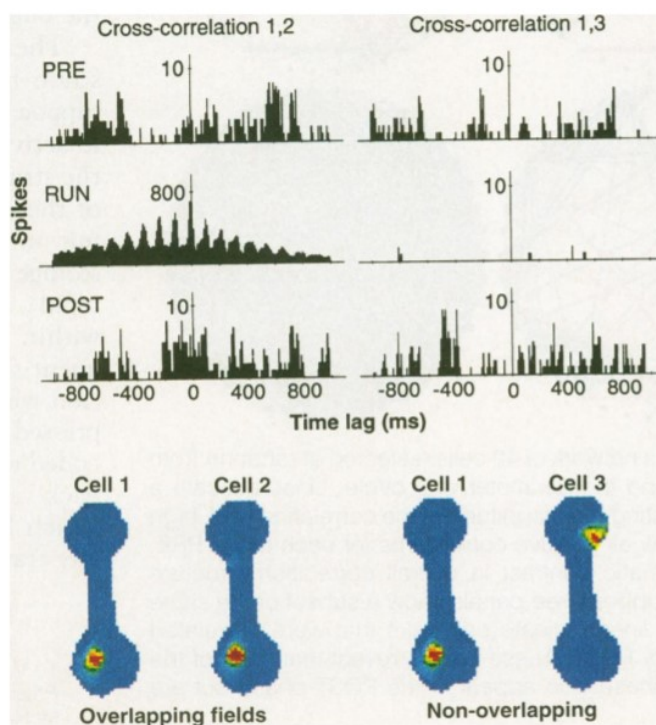 Cross-correlation 1,2 Cross-correlation 1,3
PRE 10 10
RUN 800 10
Spikes
POST 10 10
-800 -400 0 400 800 -800 -400 0 400 800
Time lag (ms)
Cell 1 Cell 2 Cell 1 Cell 3
Overlapping fields Non-overlapping